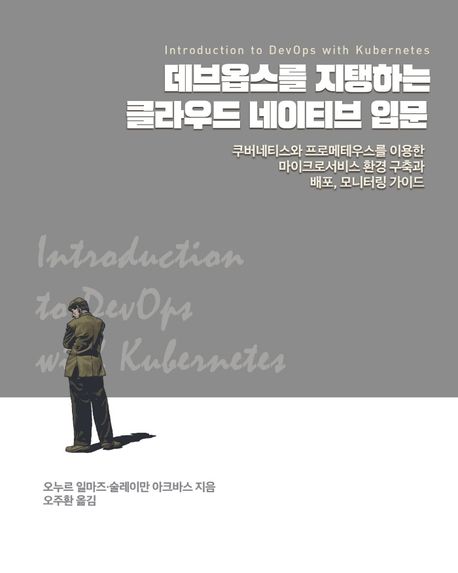 Introduction to DevOps with Kubernetes
데브옵스를 지탱하는
클라우드 네이티브 입문
쿠버네티스와 프로메테우스를 이용한
마이크로서비스 환경 구축과
배포, 모니터링 가이드
Introduction
to DevOps
with Kubernetes
오누르 일마즈·술레이만 아크바스 지음
오주환 옮김